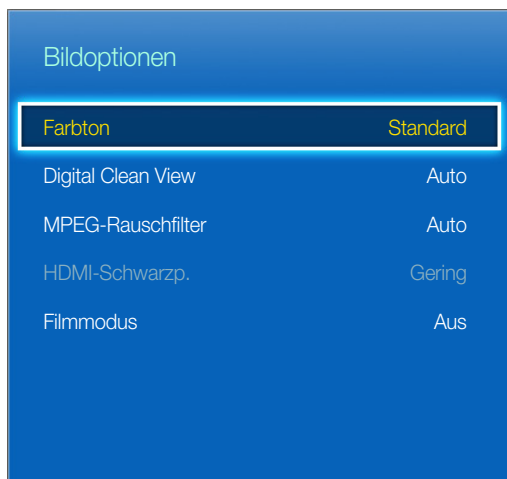 Bildoptionen
Farbton Standard
Digital Clean View Auto
MPEG-Rauschfilter Auto
HDMI-Schwarzp. Gering
Filmmodus Aus